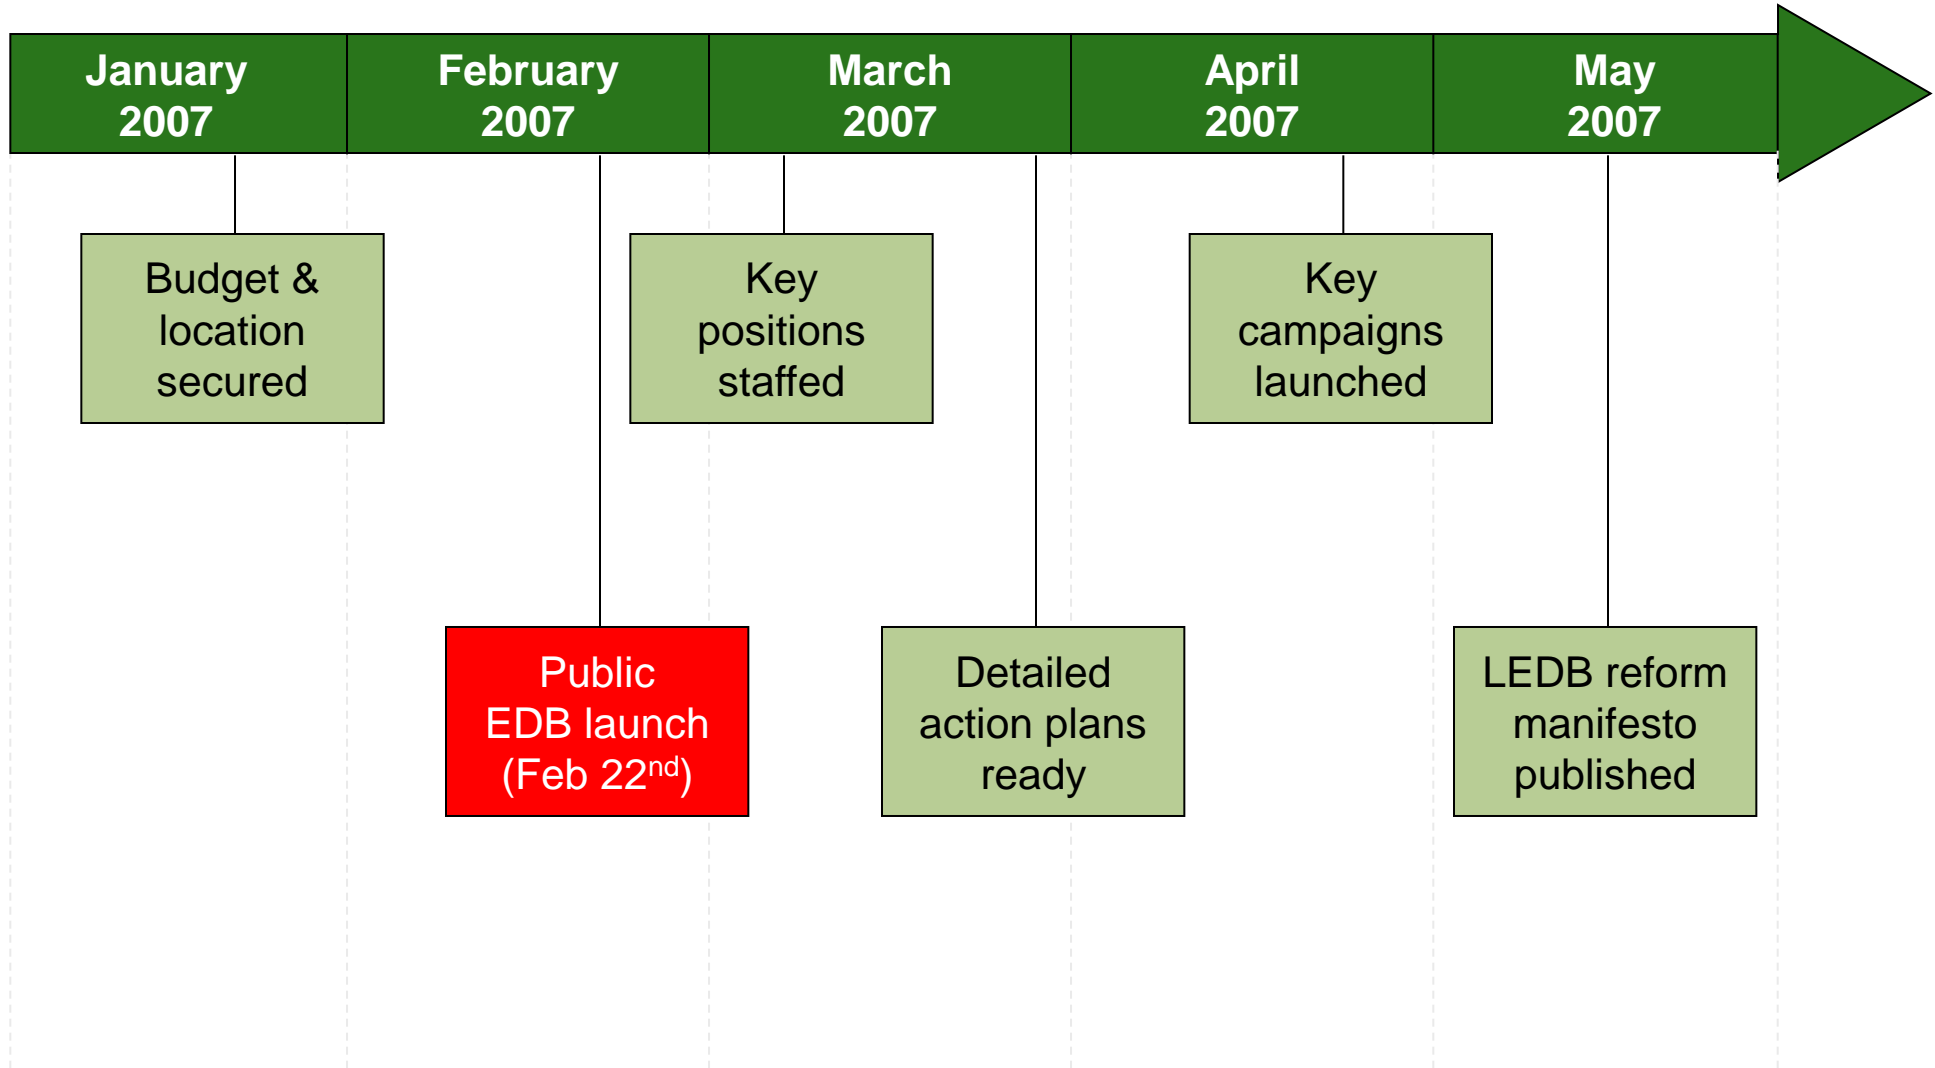 January
2007
February
2007
March
2007
April
2007
May
2007
Budget &
location
secured
Key
positions
staffed
Key
campaigns
launched
Public
EDB launch
(Feb 22nd)
Detailed
action plans
ready
LEDB reform
manifesto
published